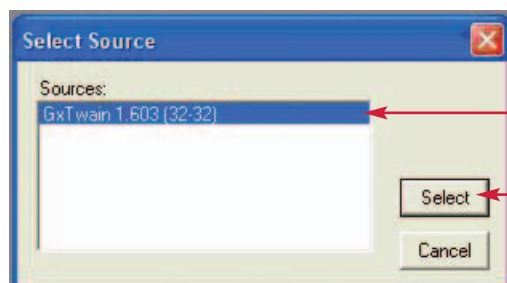 Select Source
Sources:
GxTwain 1.603 (32-32)
Select
Cancel